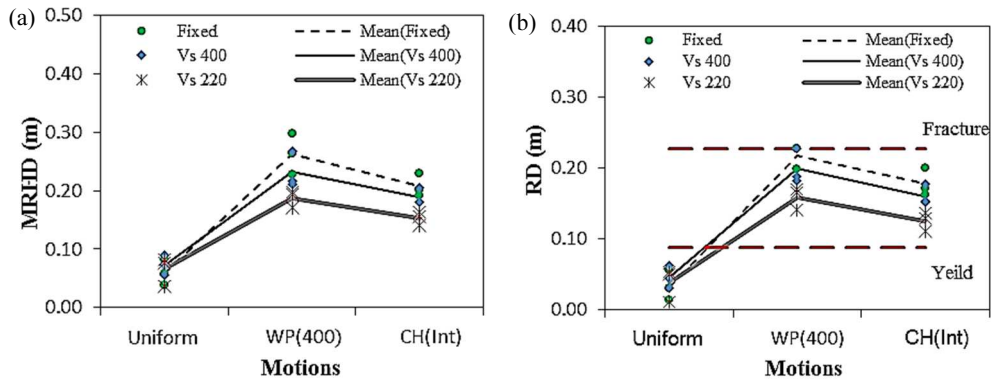 (a)
0.50
0.40
0.30
0.20
0.10
0.00
MRHD (m)
Fixed
Vs 400
Vs 220
Mean(Fixed)
Mean(Vs 400)
Mean(Vs 220)
Uniform
WP(400)
CH(Int)
Motions
(b)
0.40
0.30
0.20
0.10
0.00
RD (m)
Fixed
Vs 400
Vs 220
Mean(Fixed)
Mean(Vs 400)
Mean(Vs 220)
Fracture
Yeild
Uniform
WP(400)
CH(Int)
Motions